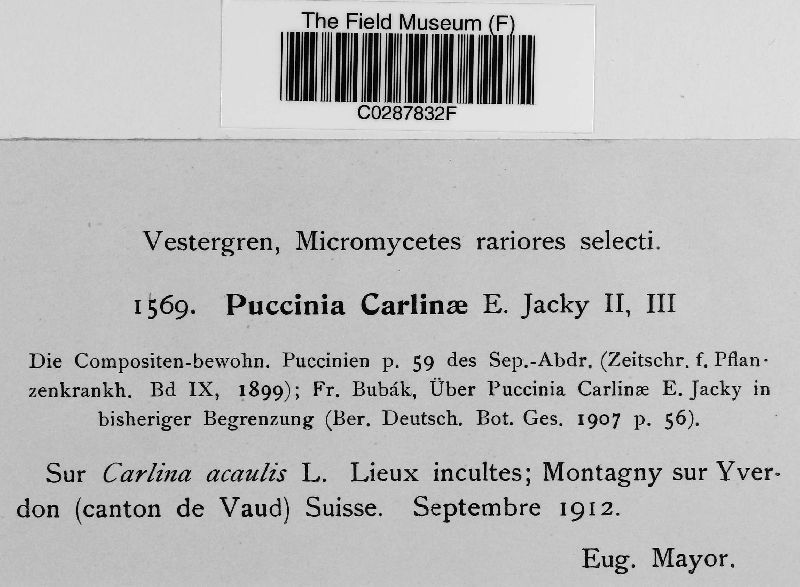 The Field Museum (F)
C0287832F
Vestergren, Micromycetes rariores selecti.
1569. Puccinia Carlinæ E. Jacky II, III
Die Compositen-bewohn. Puccinien p. 59 des Sep.-Abdr. (Zeitschr. f. Pflan-
zenkrankh. Bd IX, 1899); Fr. Bubák, Über Puccinia Carlinæ E. Jacky in
bisheriger Begrenzung (Ber. Deutsch. Bot. Ges. 1907 p. 56).
Sur Carlina acaulis L. Lieux incultes; Montagny sur Yver-
don (canton de Vaud) Suisse. Septembre 1912.
Eug. Mayor.